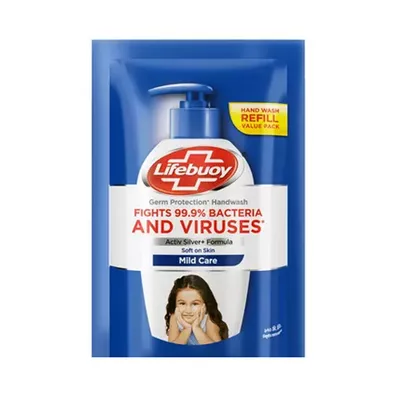 HAND WASH
REFILL
VALUE PACK
Lifebuoy
Germ Protection* Handwash
FIGHTS 99.9% BACTERIA
AND VIRUSES*
Activ Silver+ Formula
Soft on Skin
Mild Care